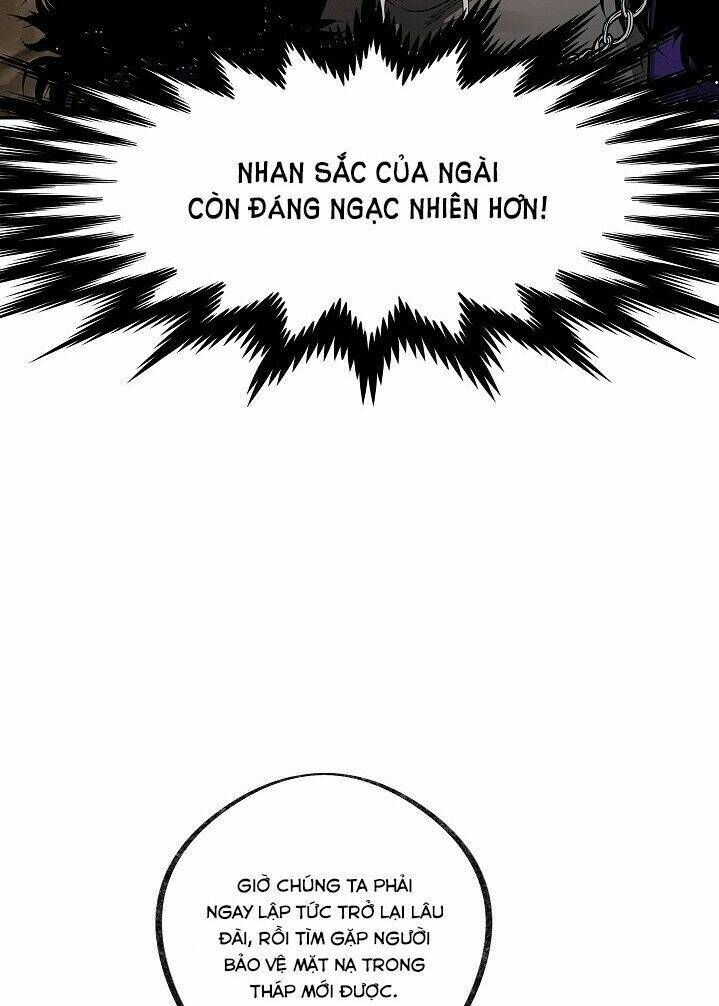 NHAN SẮC CỦA NGÀI
CÒN ĐÁNG NGẠC NHIÊN HƠN!
GIỜ CHÚNG TA PHẢI
NGAY LẬP TỨC TRỞ LẠI LÂU
ĐÀI, RỒI TÌM GẶP NGƯỜI
BẢO VỆ MẶT NẠ TRONG
THÁP MỚI ĐƯỢC.